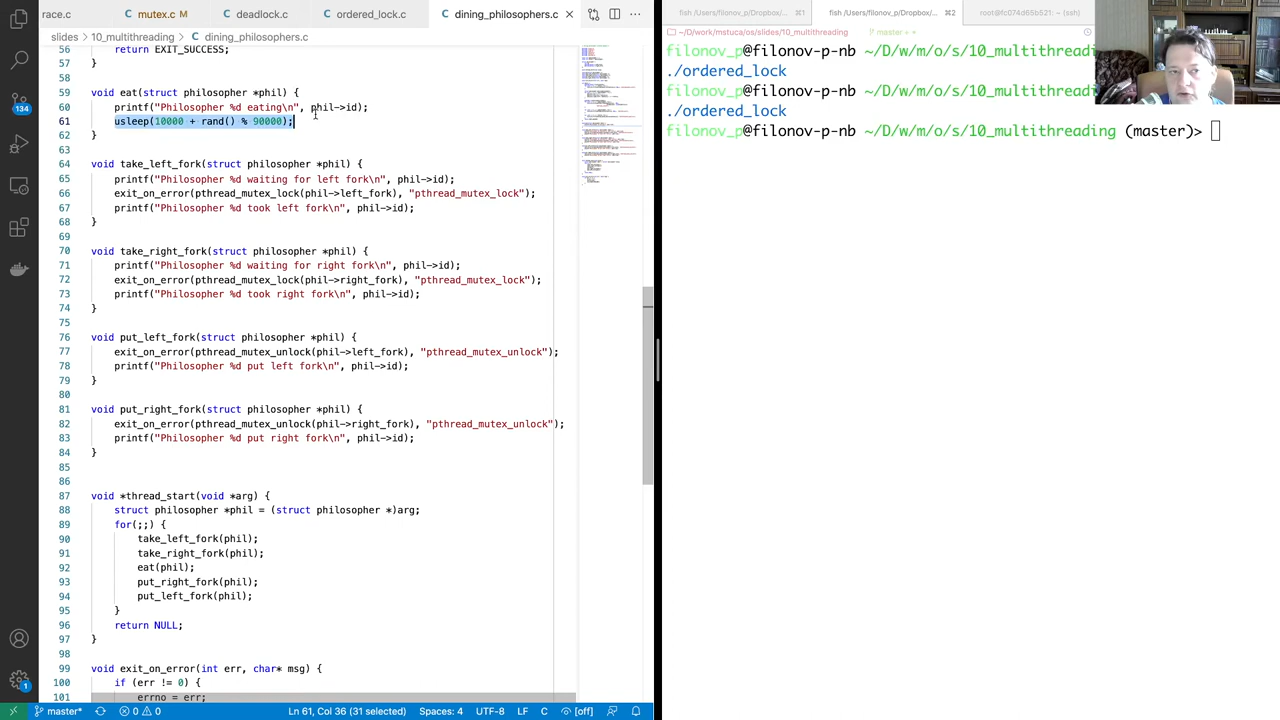 race.c
mutex.c M
deadlock.c
ordered_lock.c
dining_philosophers.c
slides > 10_multithreading > C dining_philosophers.c
56 return EXIT_SUCCESS;
57 }
58
59 void eat(struct philosopher *phil) {
60 printf("Philosopher %d eating\n", phil->id);
61 usleep(10000 + rand() % 90000);
62 }
63
64 void take_left_fork(struct philosopher *phil) {
65 printf("Philosopher %d waiting for left fork\n", phil->id);
66 exit_on_error(pthread_mutex_lock(phil->left_fork), "pthread_mutex_lock");
67 printf("Philosopher %d took left fork\n", phil->id);
68 }
69
70 void take_right_fork(struct philosopher *phil) {
71 printf("Philosopher %d waiting for right fork\n", phil->id);
72 exit_on_error(pthread_mutex_lock(phil->right_fork), "pthread_mutex_lock");
73 printf("Philosopher %d took right fork\n", phil->id);
74 }
75
76 void put_left_fork(struct philosopher *phil) {
77 exit_on_error(pthread_mutex_unlock(phil->left_fork), "pthread_mutex_unlock");
78 printf("Philosopher %d put left fork\n", phil->id);
79 }
80
81 void put_right_fork(struct philosopher *phil) {
82 exit_on_error(pthread_mutex_unlock(phil->right_fork), "pthread_mutex_unlock");
83 printf("Philosopher %d put right fork\n", phil->id);
84 }
85
86
87 void *thread_start(void *arg) {
88 struct philosopher *phil = (struct philosopher *)arg;
89 for(;;) {
90 take_left_fork(phil);
91 take_right_fork(phil);
92 eat(phil);
93 put_right_fork(phil);
94 put_left_fork(phil);
95 }
96 return NULL;
97 }
98
99 void exit_on_error(int err, char* msg) {
100 if (err != 0) {
101 errno = err;
134
1
master* 0 0 Ln 61, Col 36 (31 selected) Spaces: 4 UTF-8 LF C [off]
fish /Users/filonov_p/Dropbox/... ⌘1
fish /Users/filonov_p/Dropbox/... ⌘2
root@fc074d65b521: ~ (ssh)
~/D/work/mstuca/os/slides/10_multithreading master
filonov_p@filonov-p-nb ~/D/w/m/o/s/10_multithreading
./ordered_lock
filonov_p@filonov-p-nb ~/D/w/m/o/s/10_multithreading
./ordered_lock
filonov_p@filonov-p-nb ~/D/w/m/o/s/10_multithreading (master)>